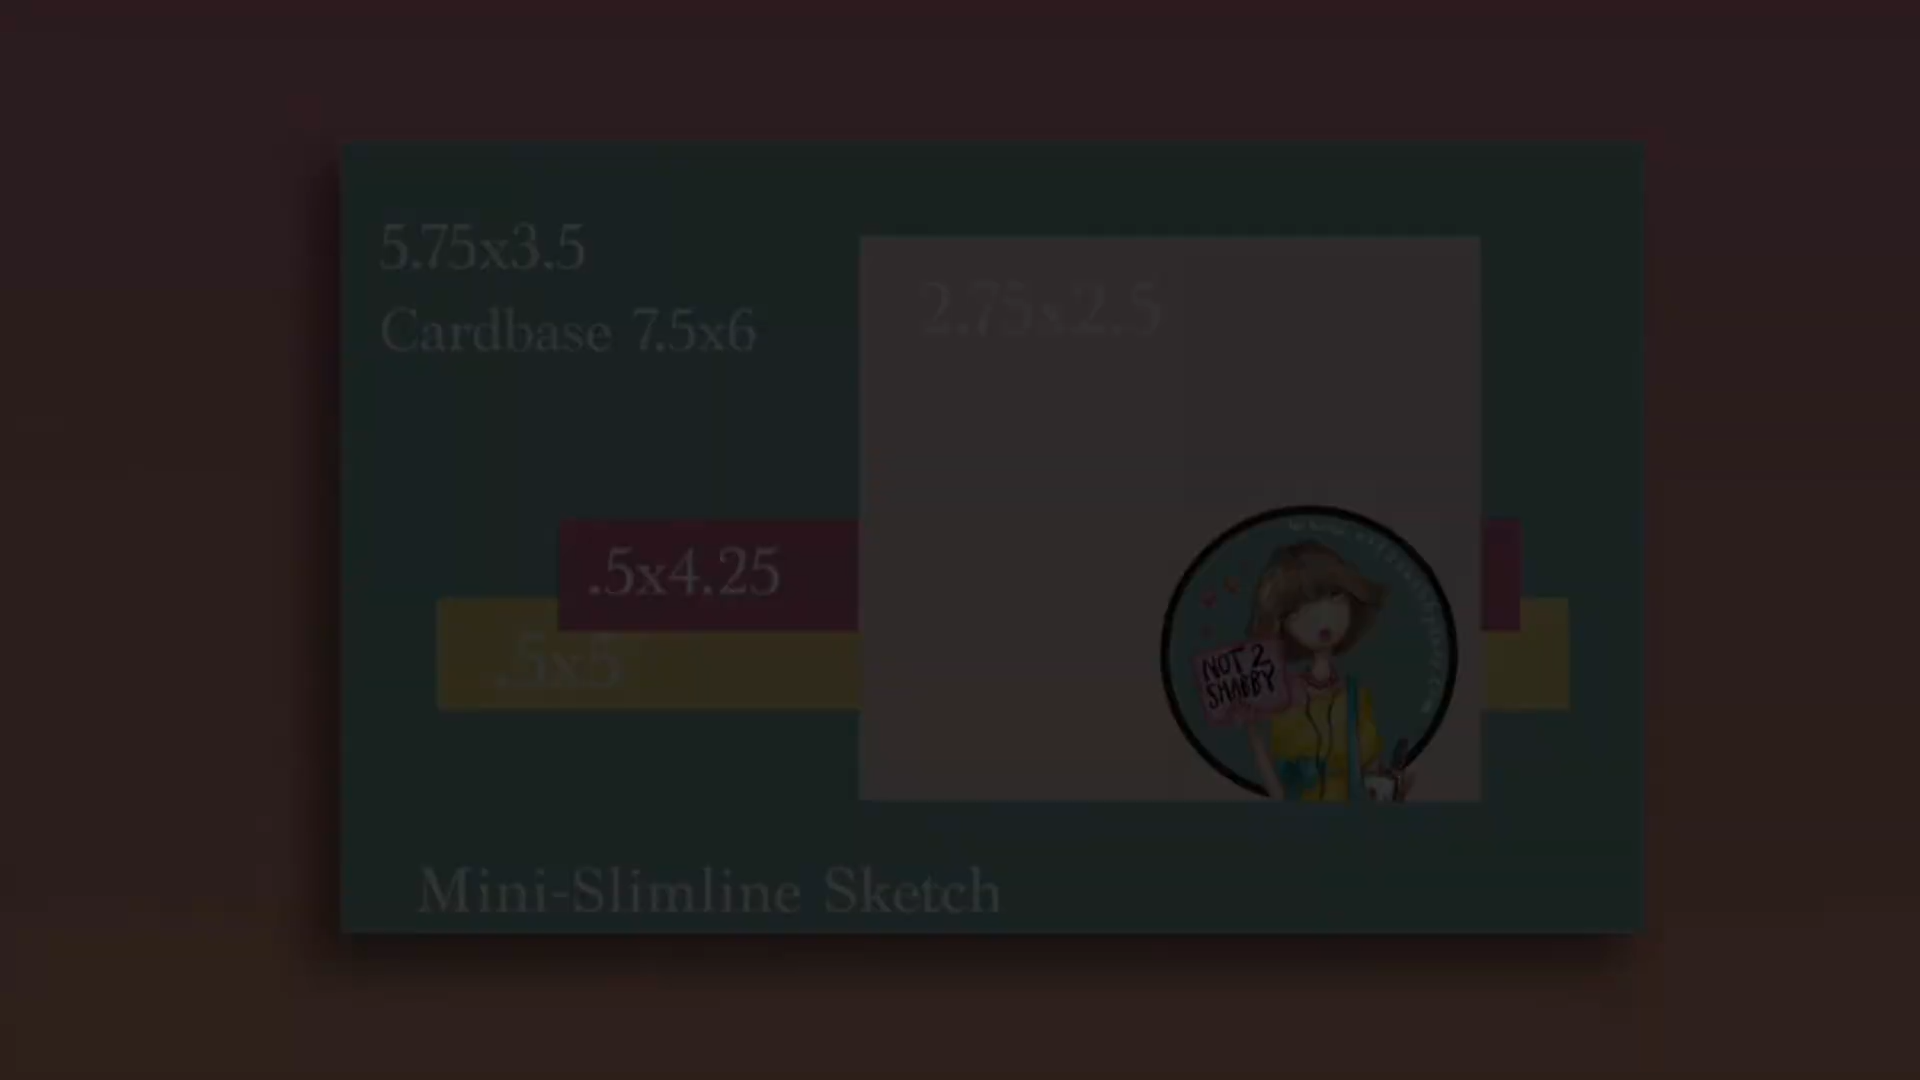 5.75x3.5
Cardbase 7.5x6
2.75x2.5
.5x4.25
.5x5
NOT 2
SHABBY
Mini-Slimline Sketch